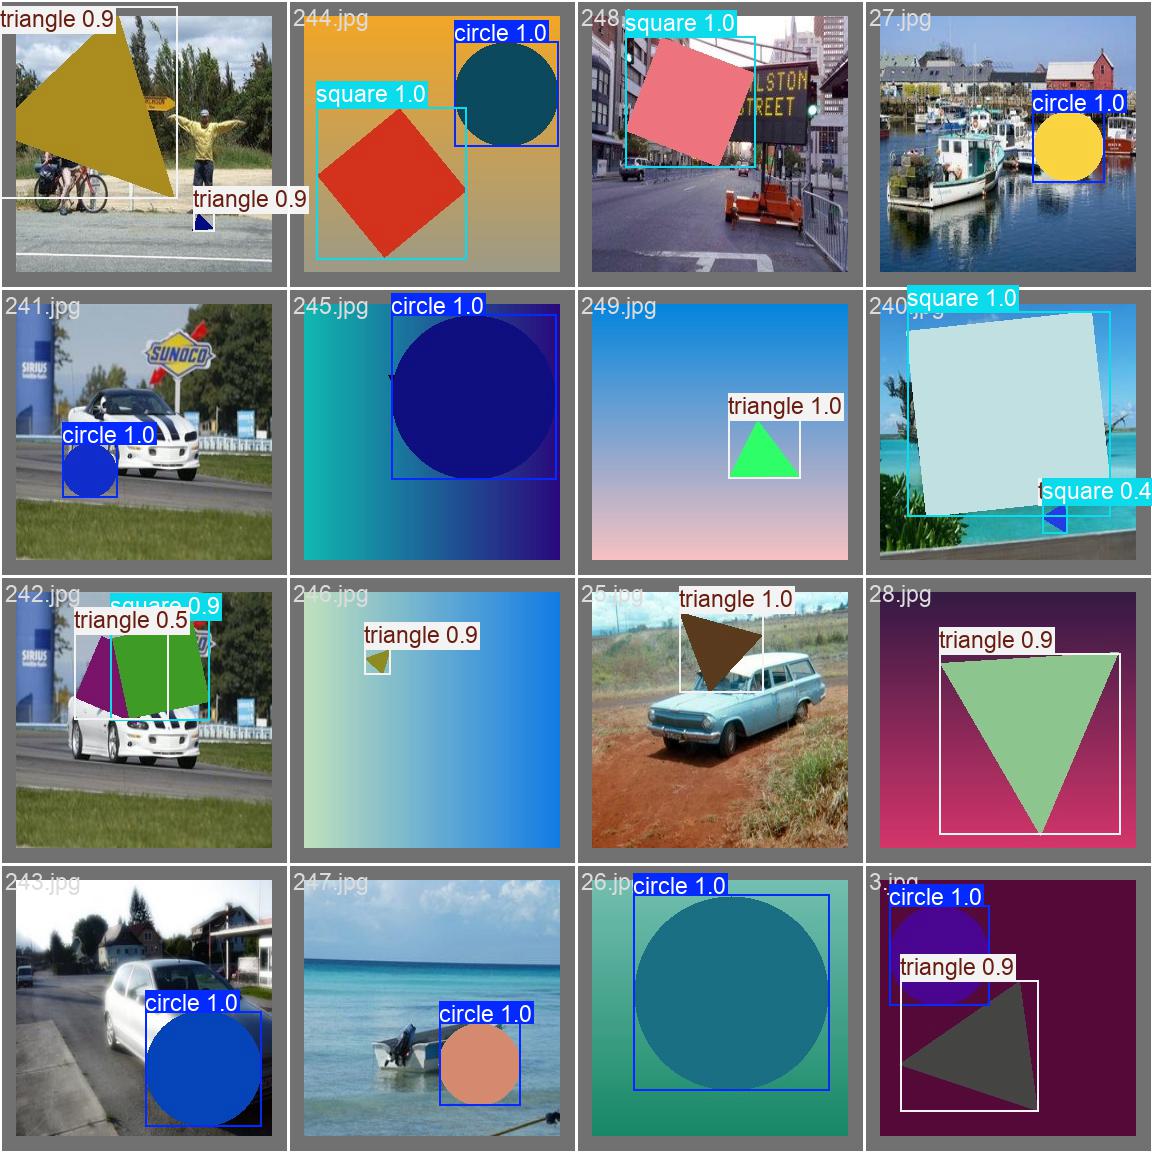 triangle 0.9
triangle 0.9
244.jpg
circle 1.0
square 1.0
248
square 1.0
LSTON
STREET
27.jpg
circle 1.0
241.jpg
SIRIUS
SUNOCO
circle 1.0
245.jpg
circle 1.0
249.jpg
triangle 1.0
240
square 1.0
square 0.4
242.jpg
square 0.9
triangle 0.5
SIRIUS
246.jpg
triangle 0.9
25.jpg
triangle 1.0
28.jpg
triangle 0.9
243.jpg
circle 1.0
247.jpg
circle 1.0
26.jp
circle 1.0
3.jpg
circle 1.0
triangle 0.9